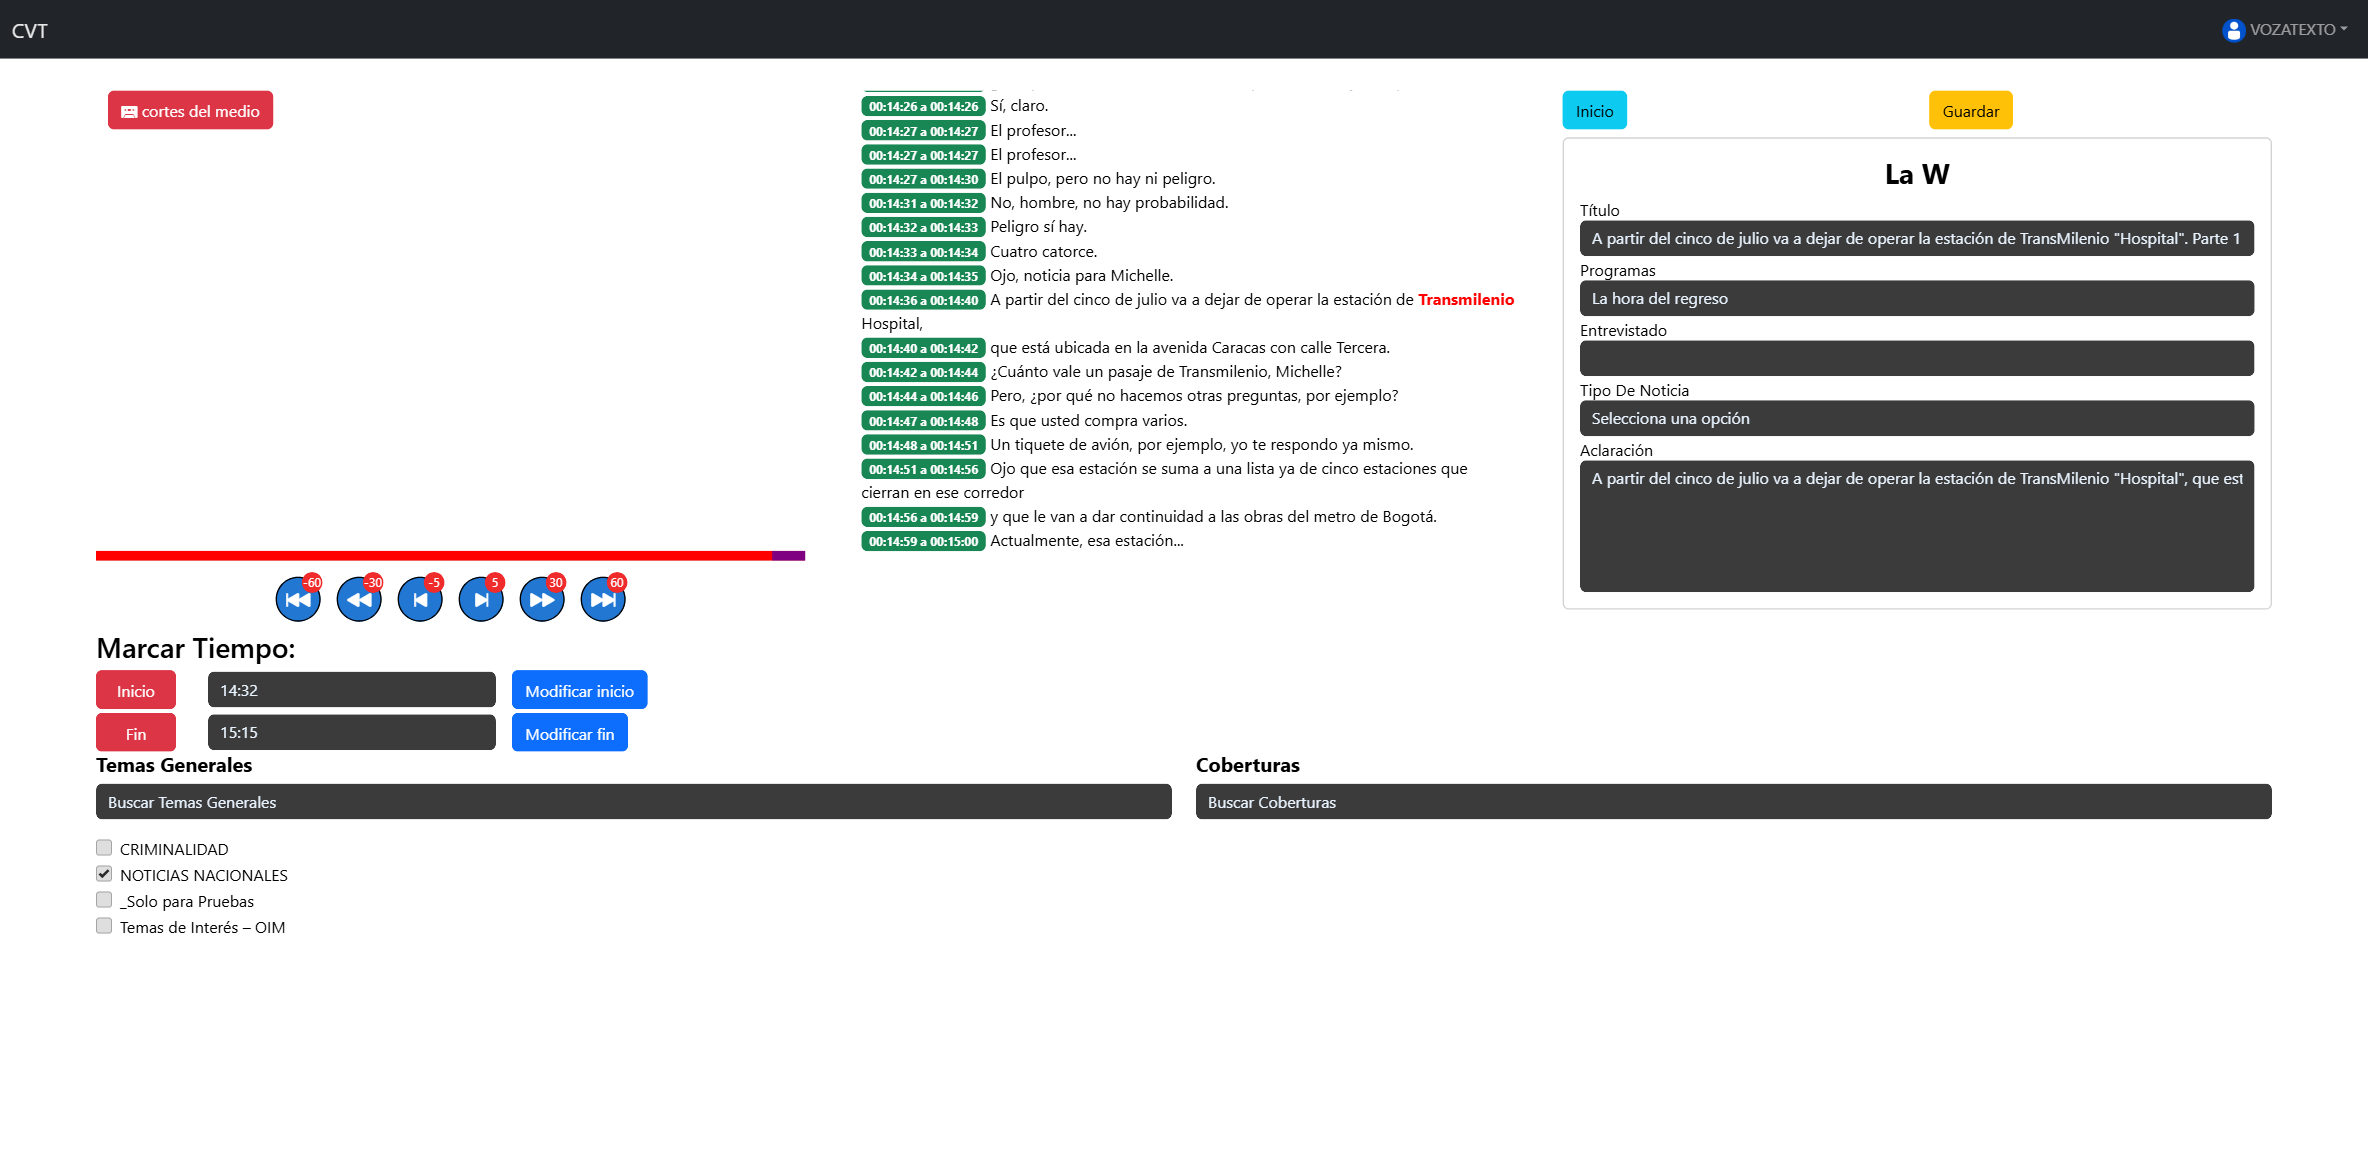 CVT
VOZATEXTO
cortes del medio
-60
-30
-5
5
30
60
Marcar Tiempo:
Inicio
14:32
Modificar inicio
Fin
15:15
Modificar fin
00:14:26 a 00:14:26 Sí, claro.
00:14:27 a 00:14:27 El profesor...
00:14:27 a 00:14:27 El profesor...
00:14:27 a 00:14:30 El pulpo, pero no hay ni peligro.
00:14:31 a 00:14:32 No, hombre, no hay probabilidad.
00:14:32 a 00:14:33 Peligro sí hay.
00:14:33 a 00:14:34 Cuatro catorce.
00:14:34 a 00:14:35 Ojo, noticia para Michelle.
00:14:36 a 00:14:40 A partir del cinco de julio va a dejar de operar la estación de Transmilenio
Hospital,
00:14:40 a 00:14:42 que está ubicada en la avenida Caracas con calle Tercera.
00:14:42 a 00:14:44 ¿Cuánto vale un pasaje de Transmilenio, Michelle?
00:14:44 a 00:14:46 Pero, ¿por qué no hacemos otras preguntas, por ejemplo?
00:14:47 a 00:14:48 Es que usted compra varios.
00:14:48 a 00:14:51 Un tiquete de avión, por ejemplo, yo te respondo ya mismo.
00:14:51 a 00:14:56 Ojo que esa estación se suma a una lista ya de cinco estaciones que
cierran en ese corredor
00:14:56 a 00:14:59 y que le van a dar continuidad a las obras del metro de Bogotá.
00:14:59 a 00:15:00 Actualmente, esa estación...
Inicio
Guardar
La W
Título
A partir del cinco de julio va a dejar de operar la estación de TransMilenio "Hospital". Parte 1
Programas
La hora del regreso
Entrevistado
Tipo De Noticia
Selecciona una opción
Aclaración
A partir del cinco de julio va a dejar de operar la estación de TransMilenio "Hospital", que est
Temas Generales
Buscar Temas Generales
CRIMINALIDAD
NOTICIAS NACIONALES
_Solo para Pruebas
Temas de Interés – OIM
Coberturas
Buscar Coberturas